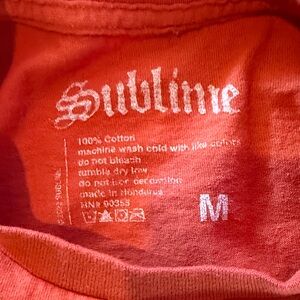 Sublime
100% Cotton
machine wash cold with like colors
do not bleach
tumble dry low
do not iron decoration
made in Honduras
RN# 90353
M